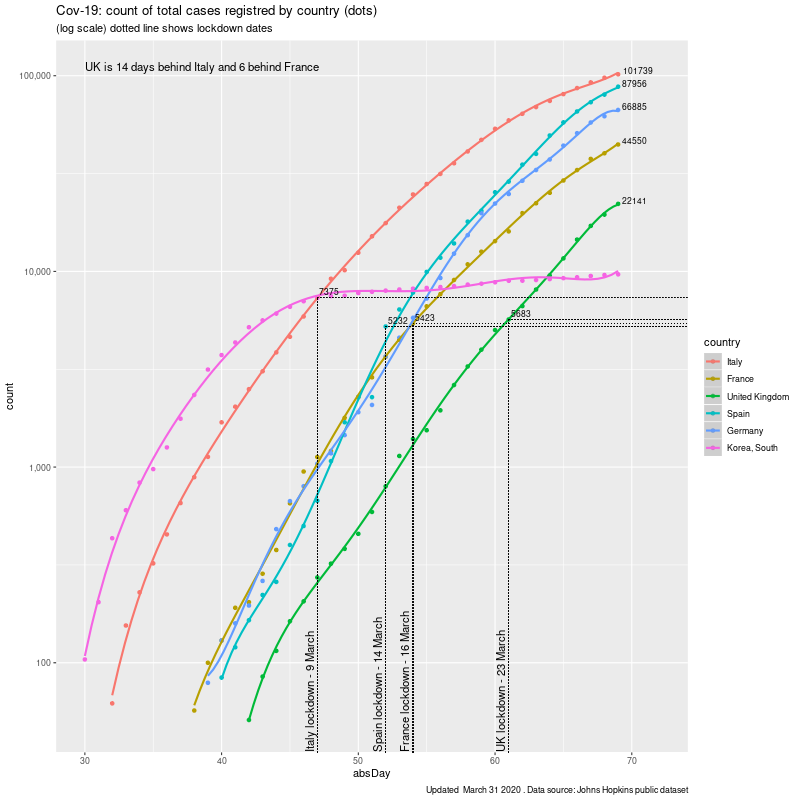 Cov-19: count of total cases registred by country (dots)
(log scale) dotted line shows lockdown dates
UK is 14 days behind Italy and 6 behind France
101739
87956
66885
44550
22141
7375
5232
5423
5683
100,000
10,000
1,000
100
count
Italy lockdown - 9 March
Spain lockdown - 14 March
France lockdown - 16 March
UK lockdown - 23 March
30
40
50
60
70
absDay
country
Italy
France
United Kingdom
Spain
Germany
Korea, South
Updated March 31 2020 . Data source: Johns Hopkins public dataset